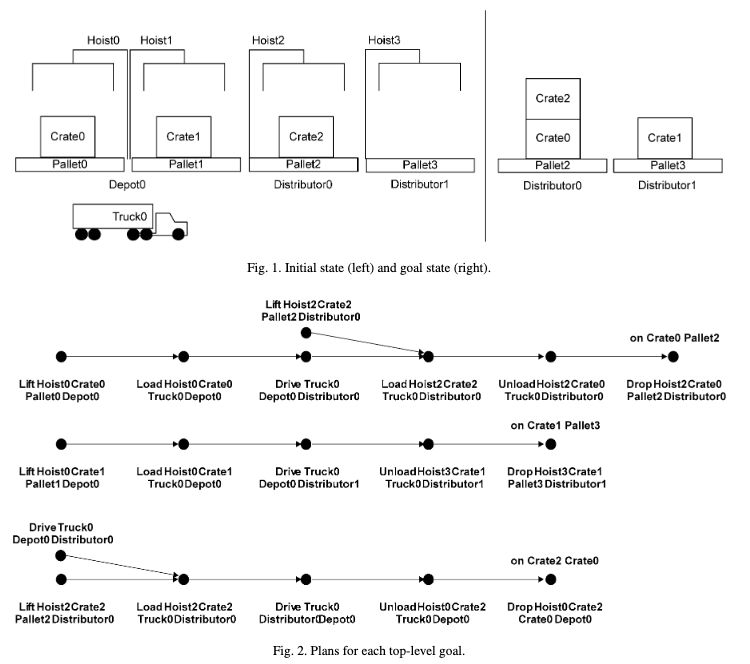 Hoist0 Hoist1 Hoist2 Hoist3
Crate2
Crate0 Crate1 Crate2 Crate0 Crate1
Pallet0 Pallet1 Pallet2 Pallet3 Pallet2 Pallet3
Depot0 Distributor0 Distributor1 Distributor0 Distributor1
Truck0
Fig. 1. Initial state (left) and goal state (right).
Lift Hoist2 Crate2
Pallet2 Distributor0
on Crate0 Pallet2
Lift Hoist0 Crate0 Load Hoist0 Crate0 Drive Truck0 Load Hoist2 Crate2 Unload Hoist2 Crate0 Drop Hoist2 Crate0
Pallet0 Depot0 Truck0 Depot0 Depot0 Distributor0 Truck0 Distributor0 Truck0 Distributor0 Pallet2 Distributor0
on Crate1 Pallet3
Lift Hoist0 Crate1 Load Hoist0 Crate1 Drive Truck0 Unload Hoist3 Crate1 Drop Hoist3 Crate1
Pallet1 Depot0 Truck0 Depot0 Depot0 Distributor1 Truck0 Distributor1 Pallet3 Distributor1
Drive Truck0
Depot0 Distributor0
on Crate2 Crate0
Lift Hoist2 Crate2 Load Hoist2 Crate2 Drive Truck0 Unload Hoist0 Crate2 Drop Hoist0 Crate2
Pallet2 Distributor0 Truck0 Distributor0 Distributor0 Depot0 Truck0 Depot0 Crate0 Depot0
Fig. 2. Plans for each top-level goal.